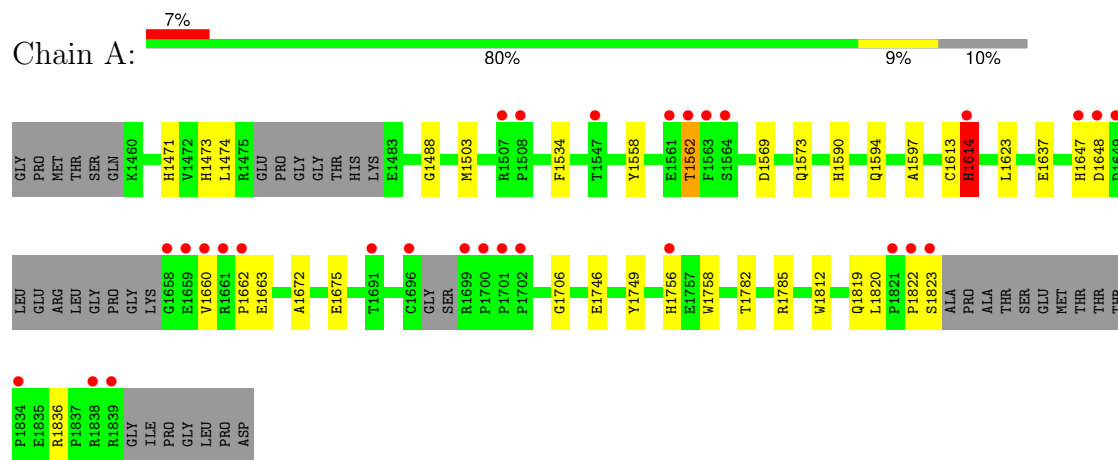 7%
Chain A:
80% 9% 10%
GLY PRO MET THR SER GLN K1460 H1471 V1472 H1473 L1474 R1475 GLU PRO GLY GLY THR HIS LYS E1483 G1488 M1503 R1507 P1508 F1534 T1547 Y1558 E1561 T1562 F1563 S1564 D1569 Q1573 H1590 Q1594 A1597 C1613 H1614 L1623 E1637 H1647 D1648 D1649
LEU GLU ARG LEU GLY PRO GLY LYS G1658 E1659 V1660 R1661 P1662 E1663 A1672 E1675 T1691 C1696 GLY SER R1699 P1700 P1701 P1702 G1706 E1746 Y1749 H1756 E1757 W1758 T1782 R1785 W1812 Q1819 L1820 P1821 P1822 S1823 ALA PRO ALA THR SER GLU MET THR THR THR
P1834 E1835 R1836 P1837 R1838 R1839 GLY ILE PRO GLY LEU PRO ASP